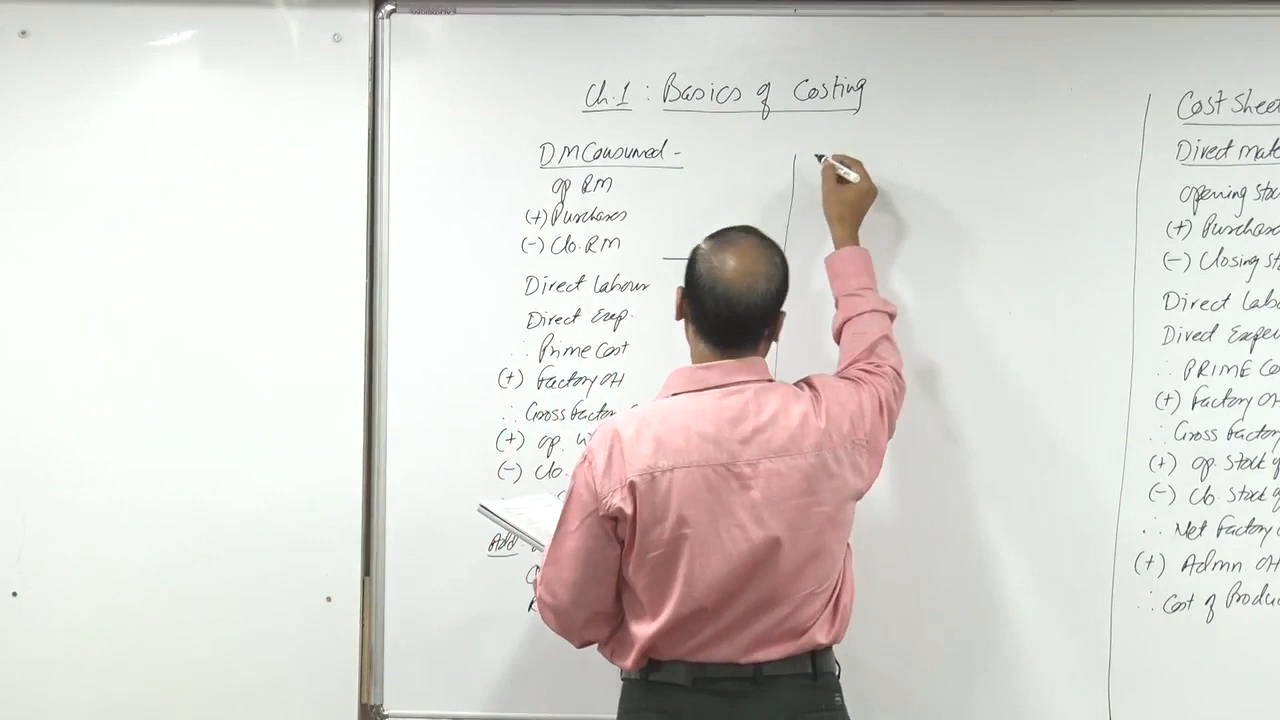 Ch.1 : Basics of Costing
DM Consumed -
op RM
(+) Purchases
(-) Clo. RM
Direct Labour
Direct Exp.
∴ Prime Cost
(+) Factory OH
∴ Gross Factory
(+) op.
(-) Clo.
Add
Cost Sheet
Direct mate
opening stoc
(+) Purchase
(-) Closing st
Direct Lab
Direct Expe
∴ PRIME Co
(+) Factory OH
∴ Gross Factory
(+) op. Stock of
(-) clo. stock of
∴ Net Factory
(+) Admn OH
∴ Cost of Produ